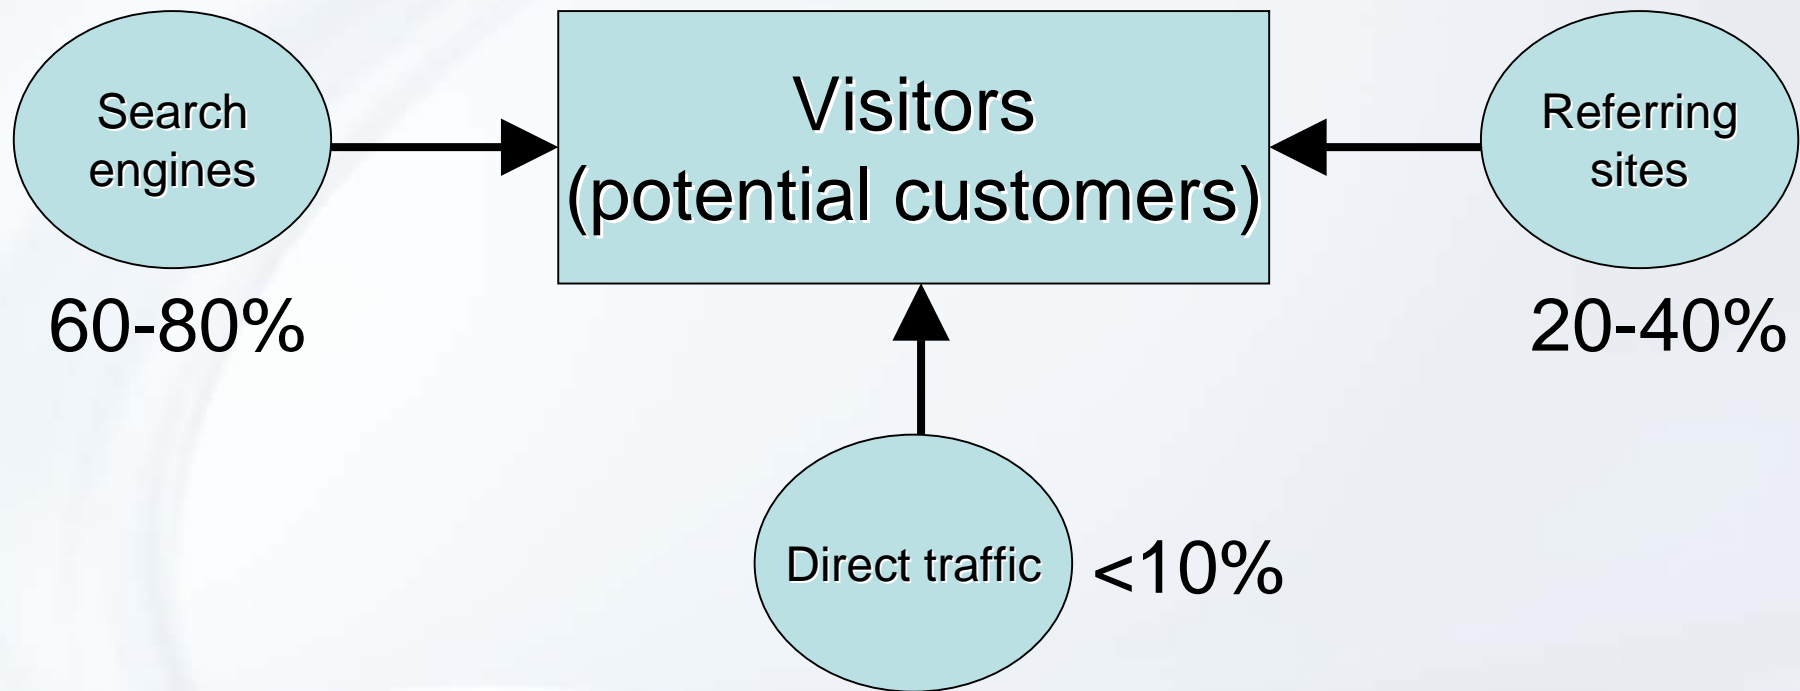 Search
engines
60-80%
Visitors
(potential customers)
Referring
sites
20-40%
Direct traffic
<10%